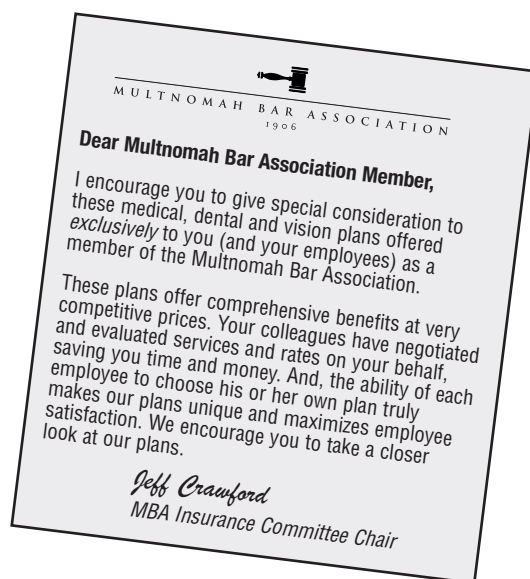 MULTNOMAH BAR ASSOCIATION
1906
Dear Multnomah Bar Association Member,
I encourage you to give special consideration to
these medical, dental and vision plans offered
exclusively to you (and your employees) as a
member of the Multnomah Bar Association.
These plans offer comprehensive benefits at very
competitive prices. Your colleagues have negotiated
and evaluated services and rates on your behalf,
saving you time and money. And, the ability of each
employee to choose his or her own plan truly
makes our plans unique and maximizes employee
satisfaction. We encourage you to take a closer
look at our plans.
Jeff Crawford
MBA Insurance Committee Chair